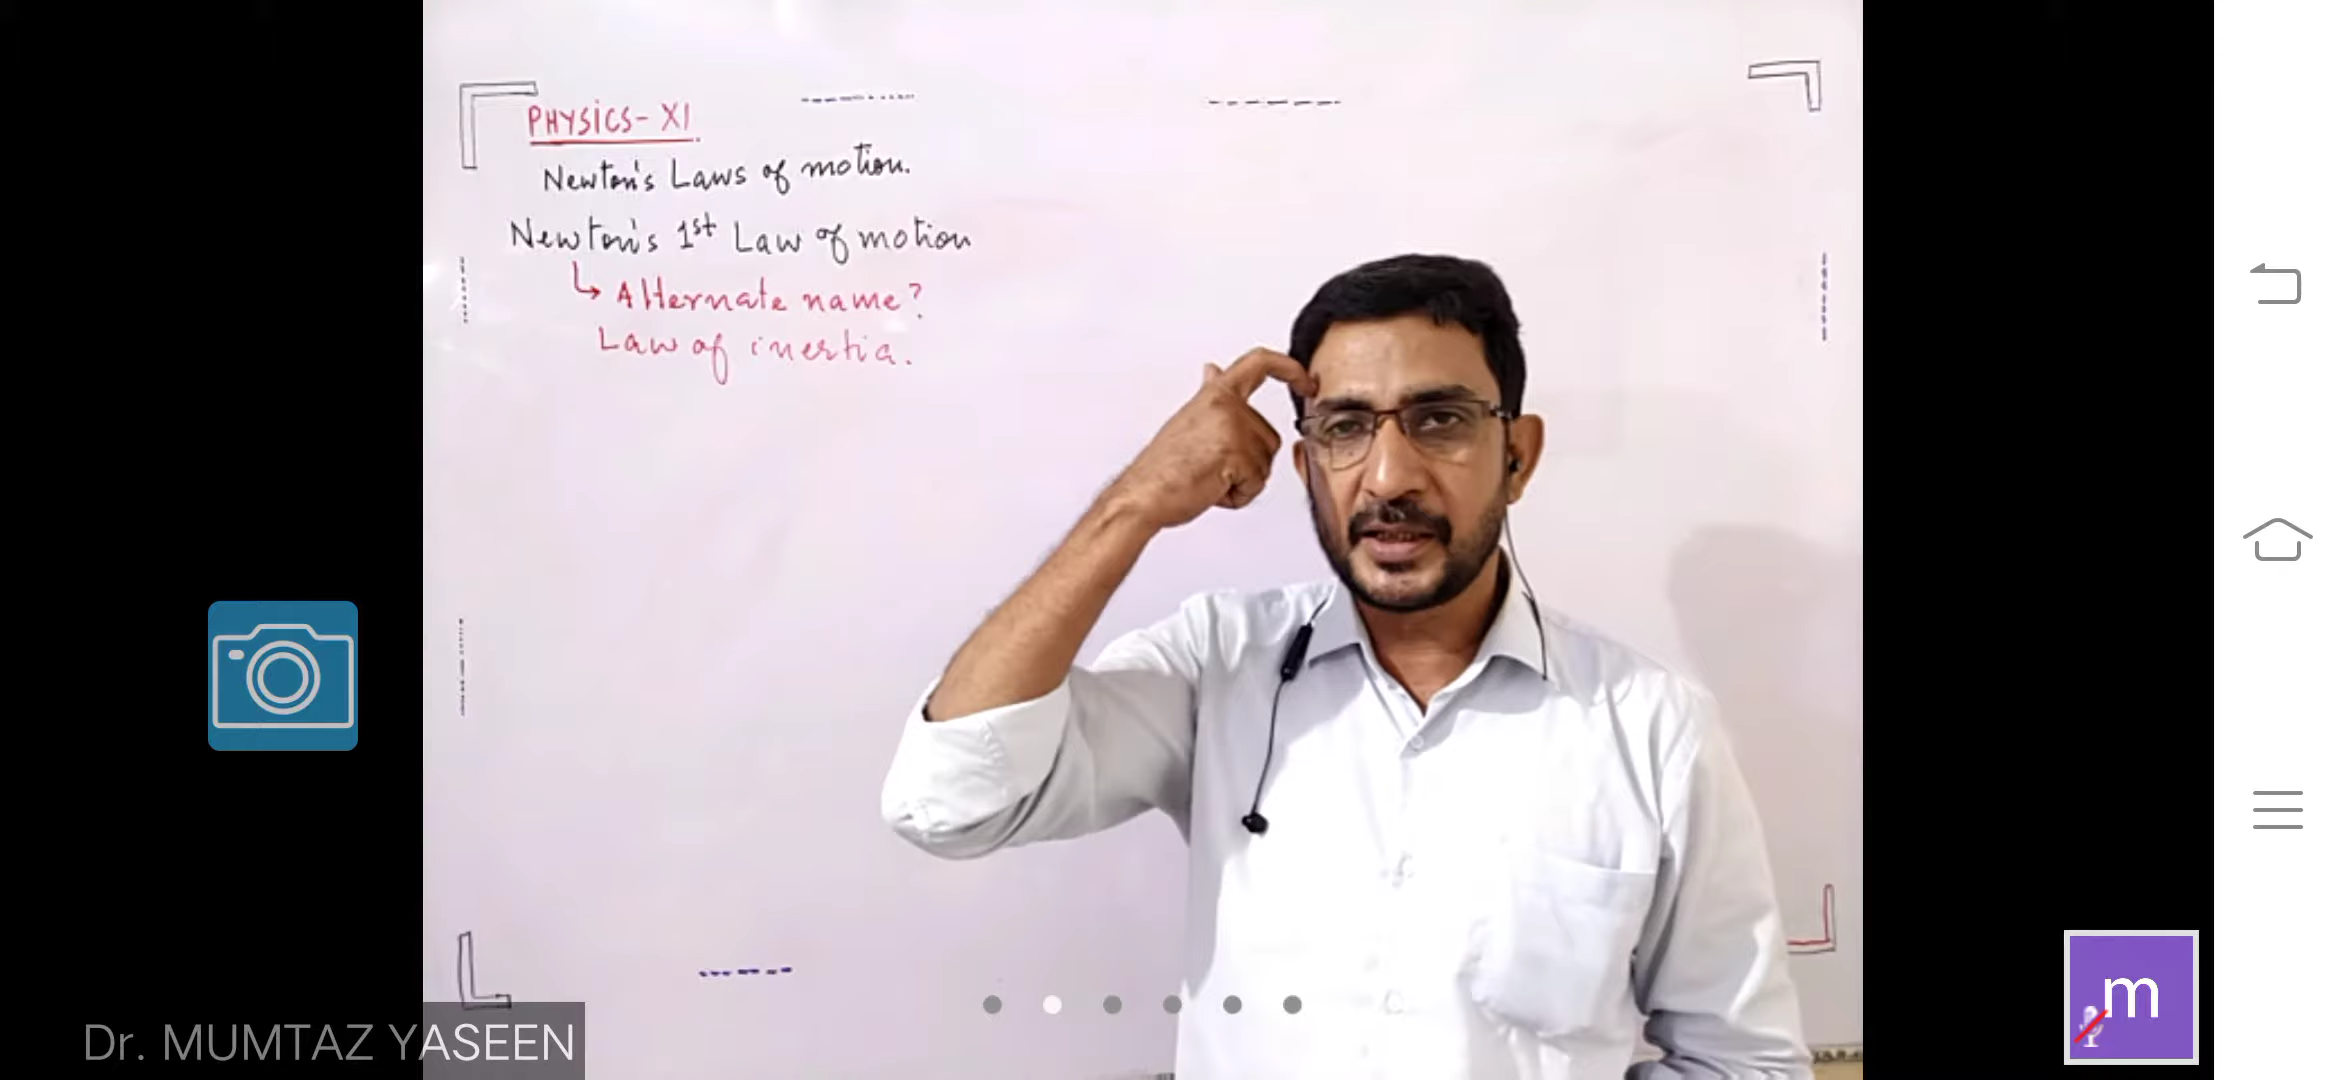 PHYSICS- XI
Newton's Laws of motion.
Newton's 1st Law of motion
Alternate name?
Law of inertia.
Dr. MUMTAZ YASEEN
m